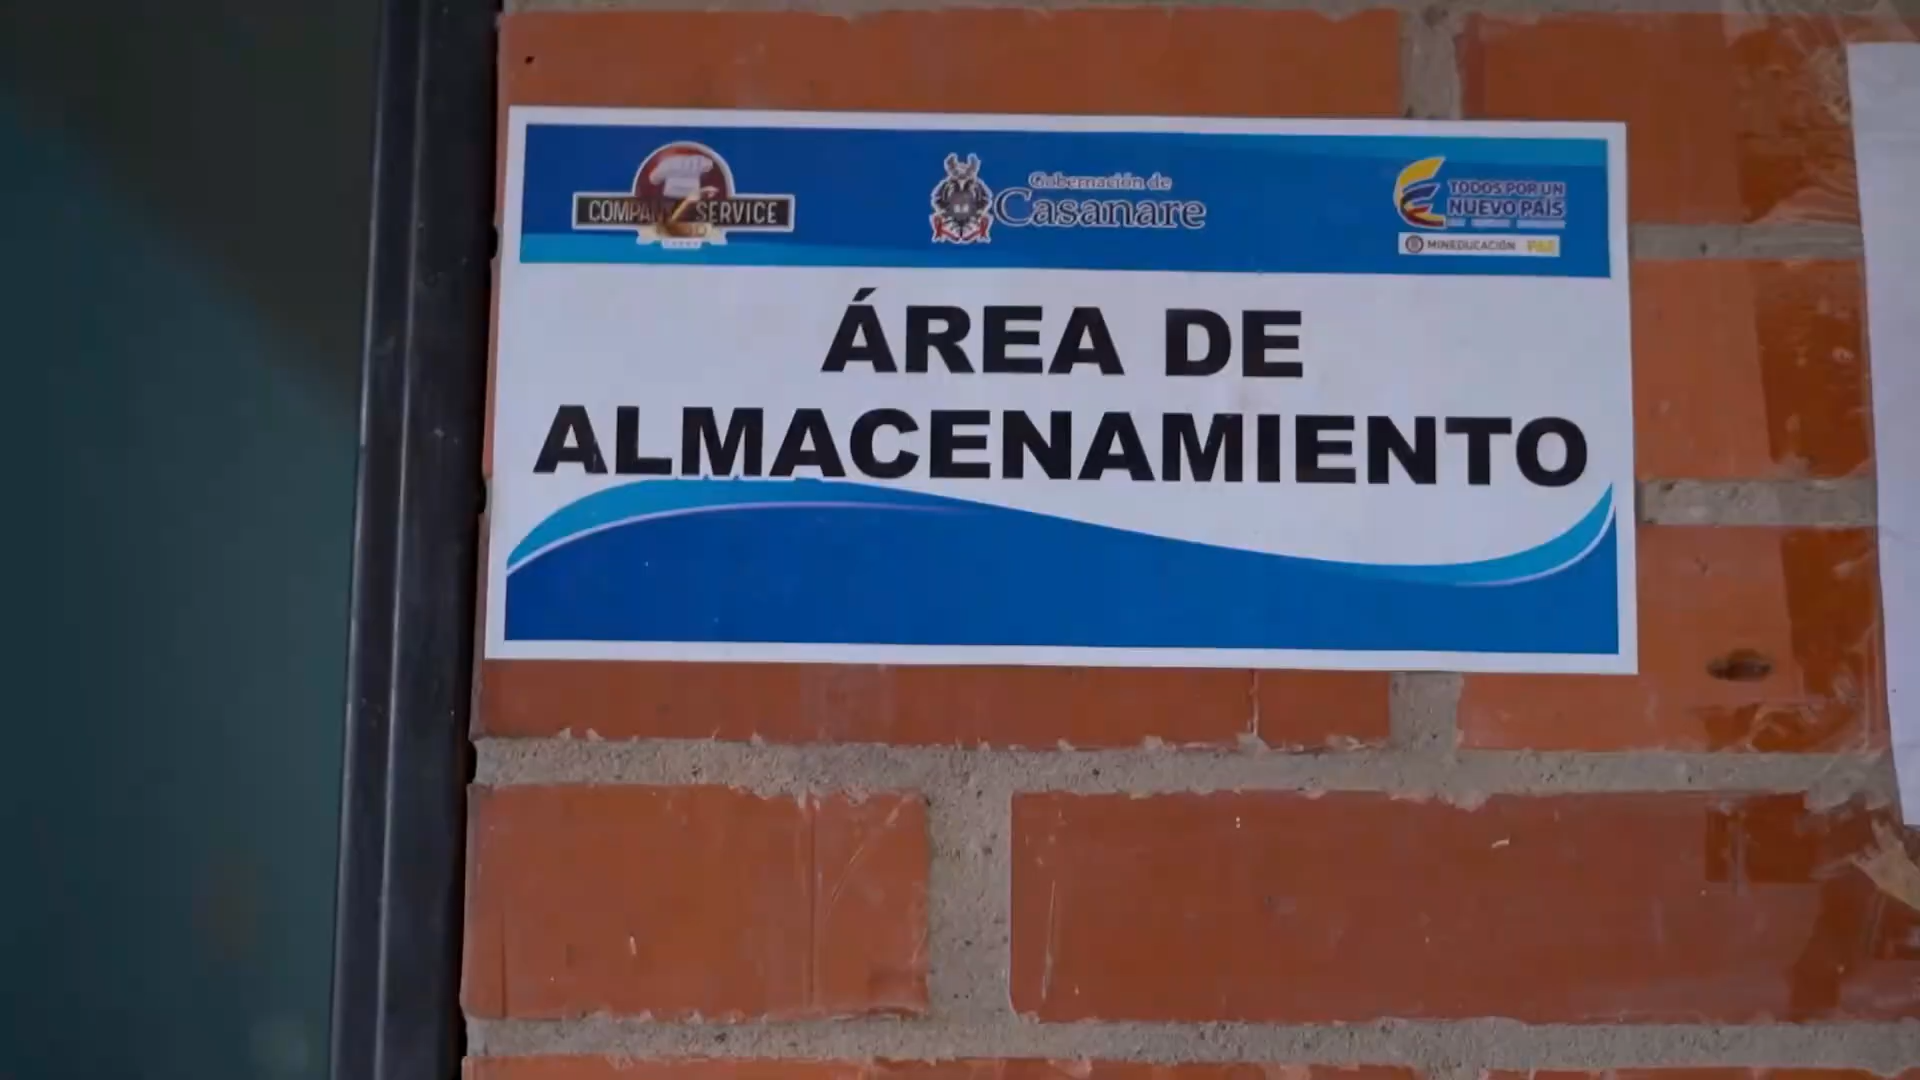 COMPANY SERVICE
Gobernación de
Casanare
TODOS POR UN
NUEVO PAÍS
MINEDUCACIÓN PAE
ÁREA DE
ALMACENAMIENTO